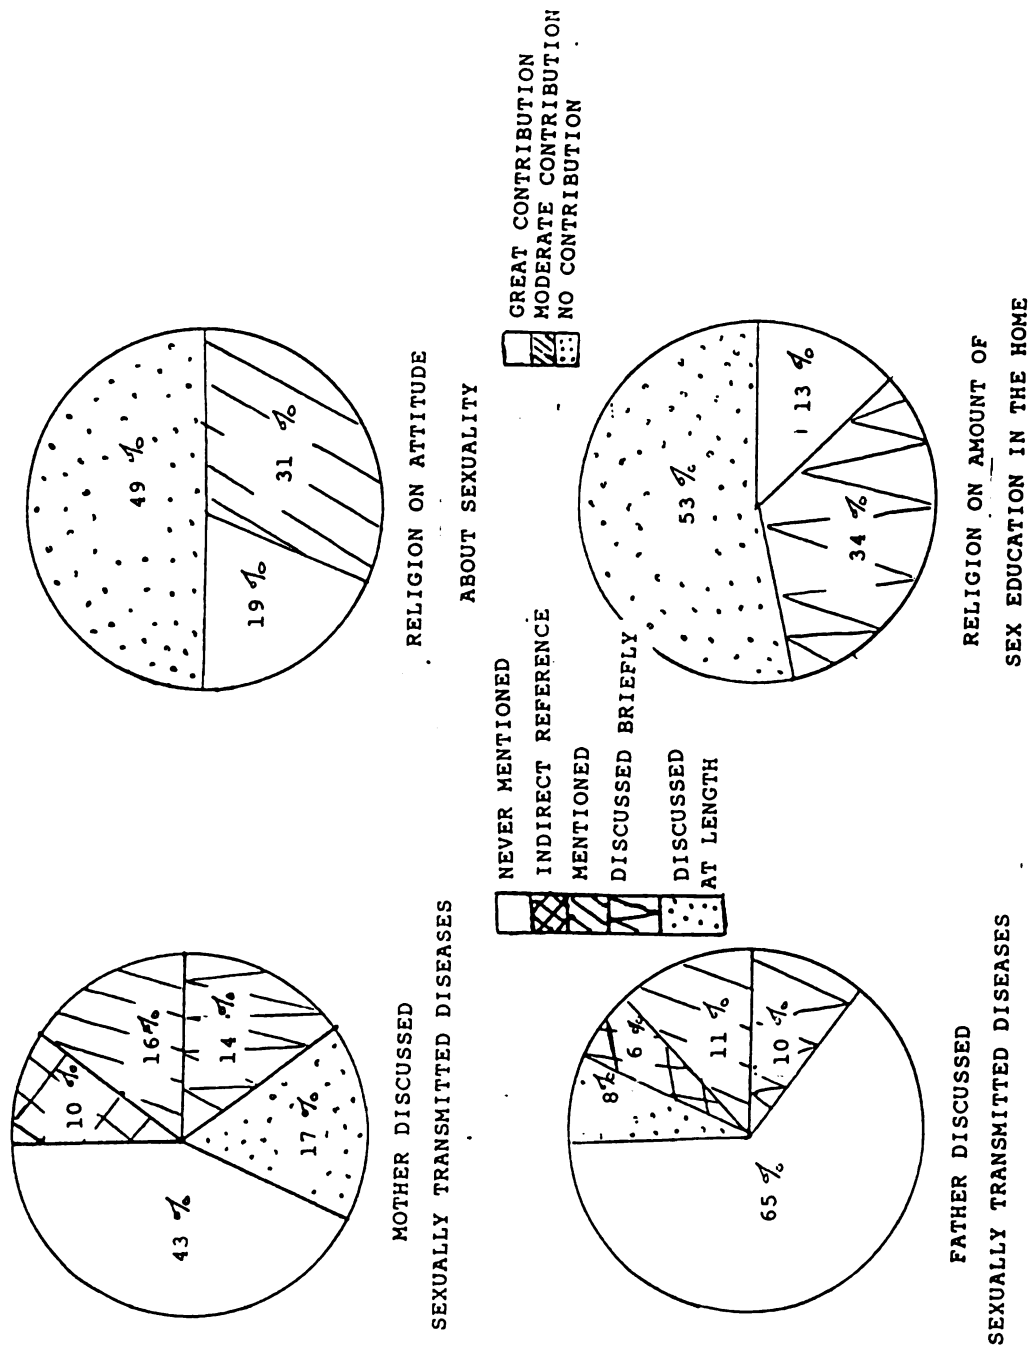 43 %
10 %
16%
14 %
17 %
MOTHER DISCUSSED
SEXUALLY TRANSMITTED DISEASES
49 %
19 %
31 %
RELIGION ON ATTITUDE
ABOUT SEXUALITY
NEVER MENTIONED
INDIRECT REFERENCE
MENTIONED
DISCUSSED BRIEFLY
DISCUSSED
AT LENGTH
GREAT CONTRIBUTION
MODERATE CONTRIBUTION
NO CONTRIBUTION
8%
6 %
11 %
10 %
65 %
FATHER DISCUSSED
SEXUALLY TRANSMITTED DISEASES
53 %
13 %
34 %
RELIGION ON AMOUNT OF
SEX EDUCATION IN THE HOME